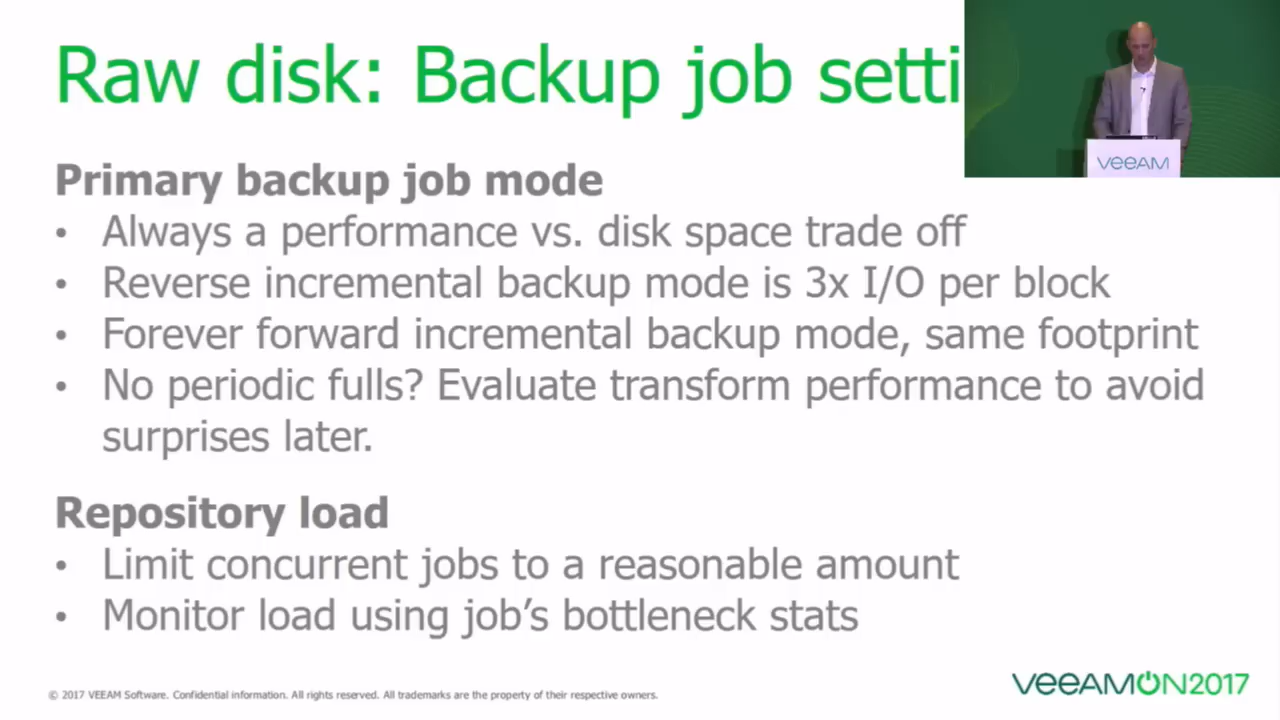 Raw disk: Backup job setti
VEEAM
Primary backup job mode
• Always a performance vs. disk space trade off
• Reverse incremental backup mode is 3x I/O per block
• Forever forward incremental backup mode, same footprint
• No periodic fulls? Evaluate transform performance to avoid
surprises later.
Repository load
• Limit concurrent jobs to a reasonable amount
• Monitor load using job's bottleneck stats
© 2017 VEEAM Software. Confidential information. All rights reserved. All trademarks are the property of their respective owners.
VEEAMON2017